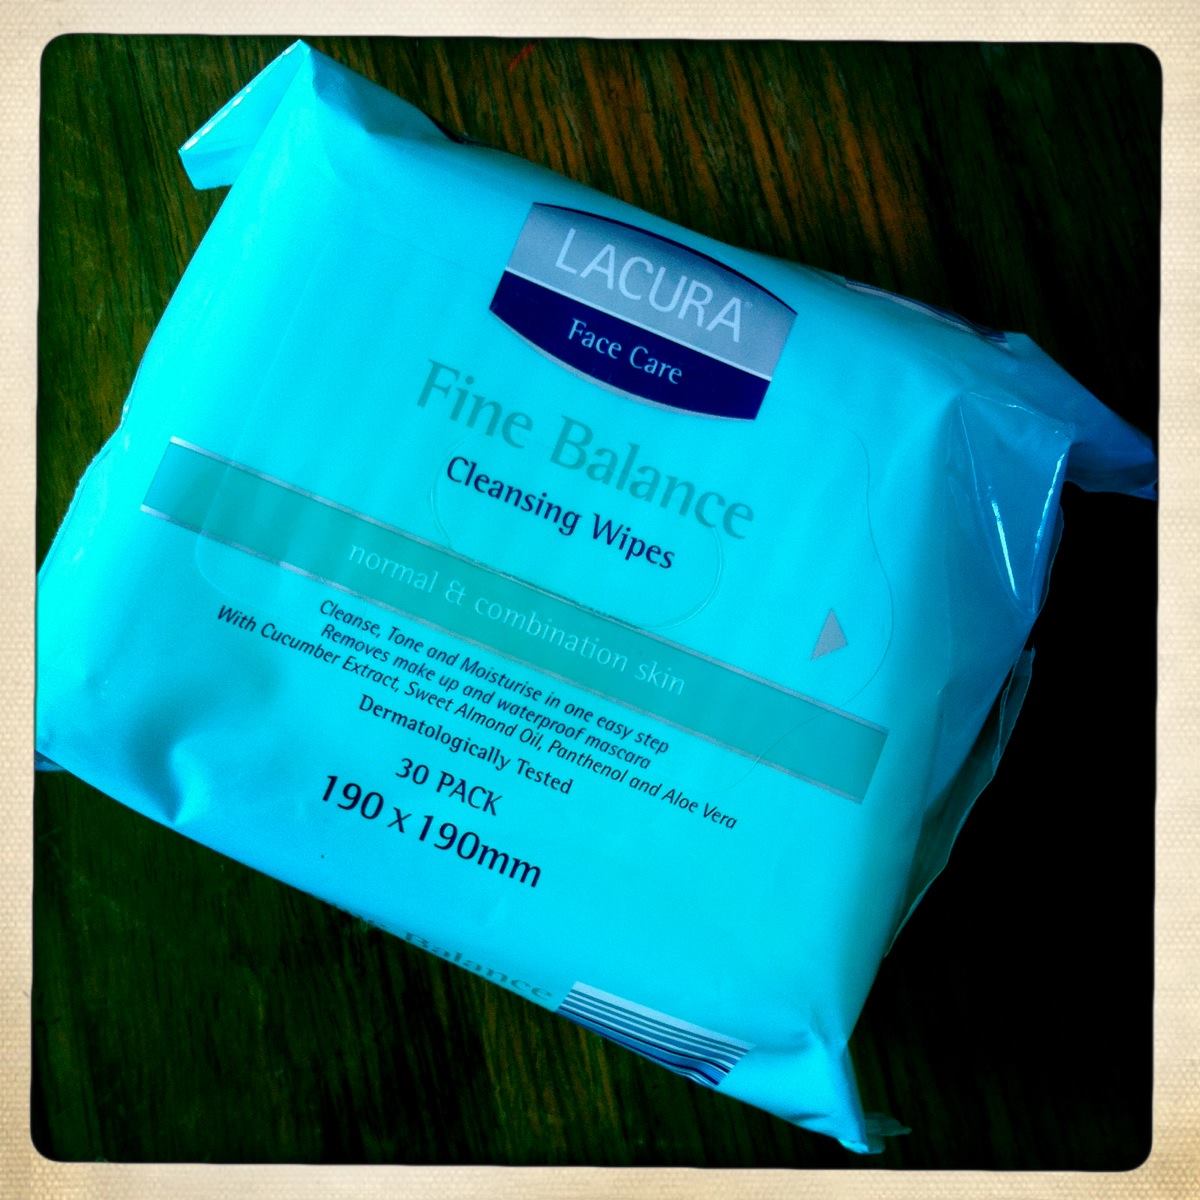 LACURA
Face Care
Fine Balance
Cleansing Wipes
normal & combination skin
Cleanse, Tone and Moisturise in one easy step
Removes make up and waterproof mascara
With Cucumber Extract, Sweet Almond Oil, Panthenol and Aloe Vera
Dermatologically Tested
30 PACK
190 x 190mm
Balance